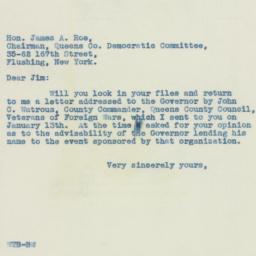 Hon. James A. Roe,
Chairman, Queens Co. Democratic Committee,
35-62 167th Street,
Flushing, New York.
Dear Jim:
Will you look in your files and return
to me a letter addressed to the Governor by John
C. Watrous, County Commander, Queens County Council,
Veterans of Foreign Wars, which I sent to you on
January 13th. At the time I asked for your opinion
as to the advisability of the Governor lending his
name to the event sponsored by that organization.
Very sincerely yours,